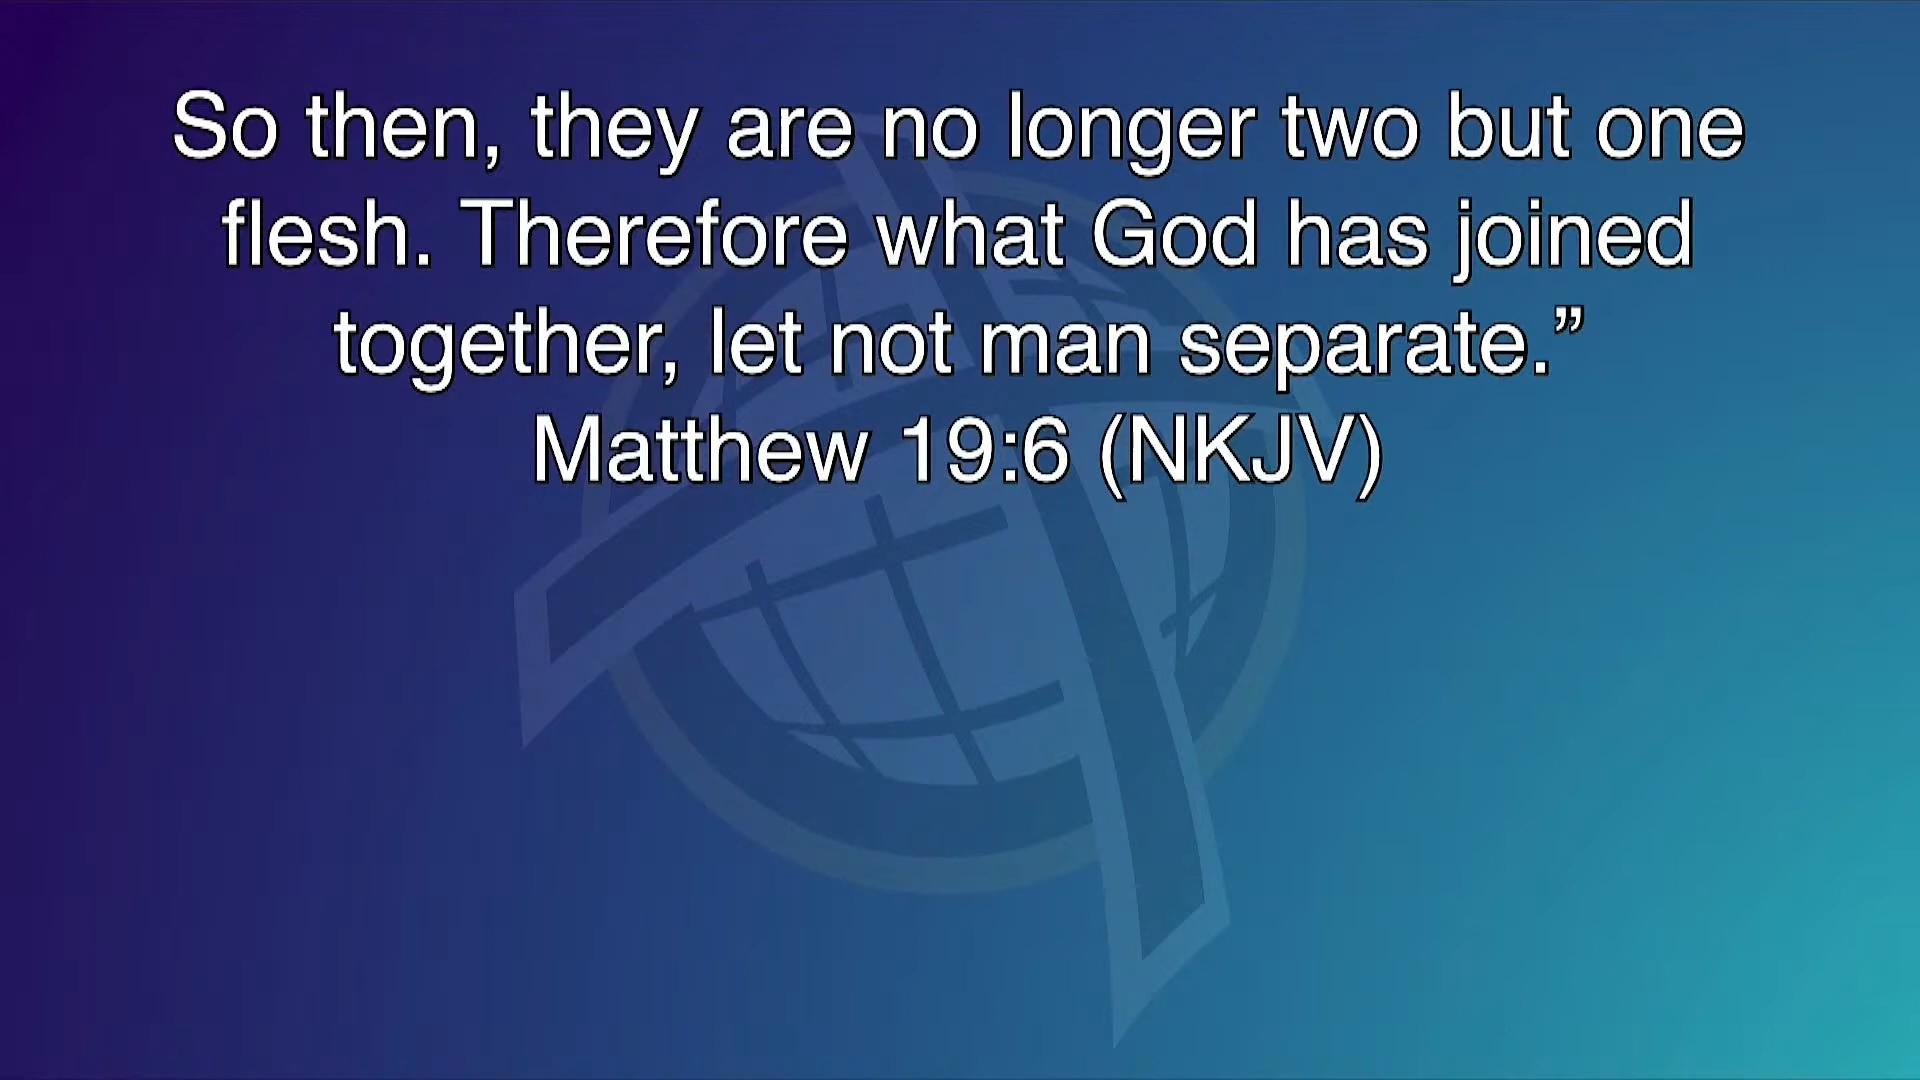 So then, they are no longer two but one
flesh. Therefore what God has joined
together, let not man separate.”
Matthew 19:6 (NKJV)